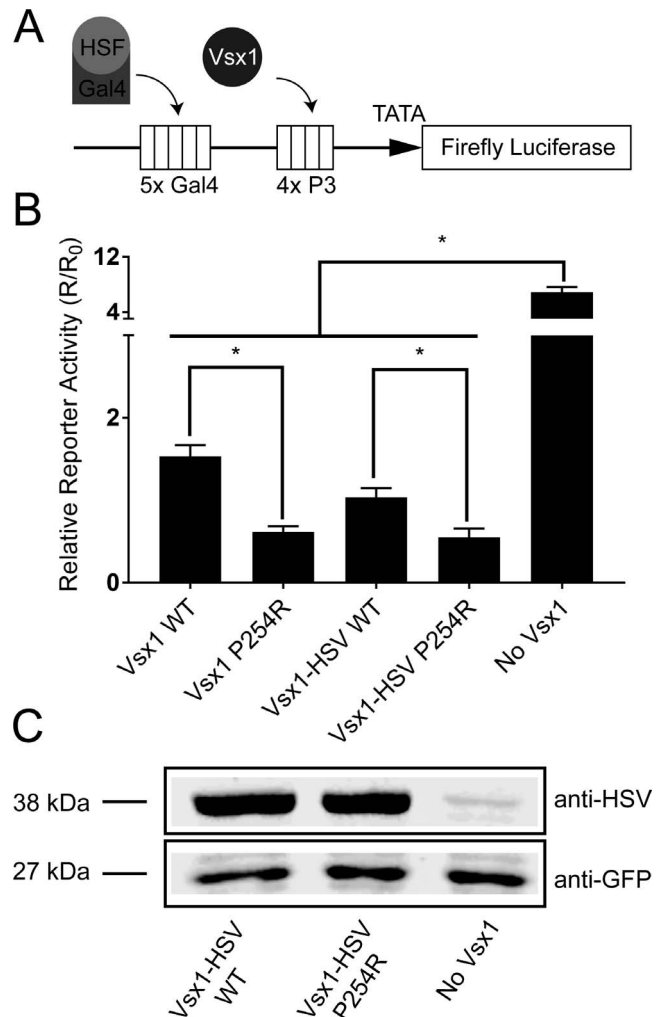 A
HSF
Gal4
Vsx1
TATA
Firefly Luciferase
5x Gal4
4x P3
B
Relative Reporter Activity (R/R0)
12
4
2
0
*
*
*
Vsx1 WT
Vsx1 P254R
Vsx1-HSV WT
Vsx1-HSV P254R
No Vsx1
C
38 kDa
anti-HSV
27 kDa
anti-GFP
Vsx1-HSV
WT
Vsx1-HSV
P254R
No Vsx1